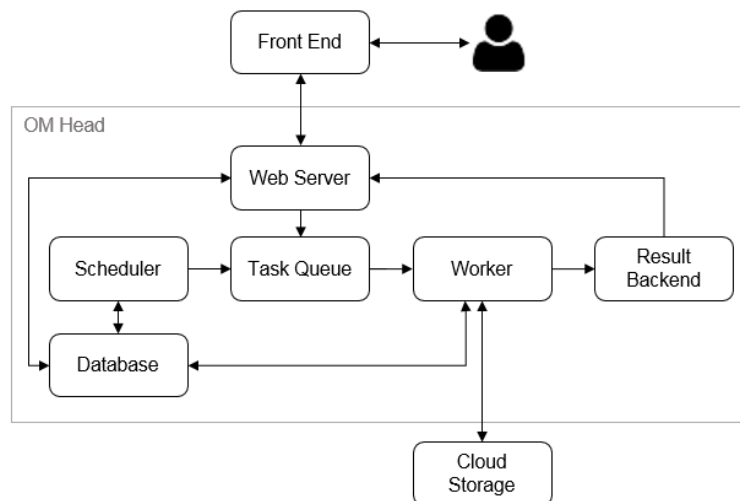 Front End
OM Head
Web Server
Scheduler
Task Queue
Worker
Result
Backend
Database
Cloud
Storage